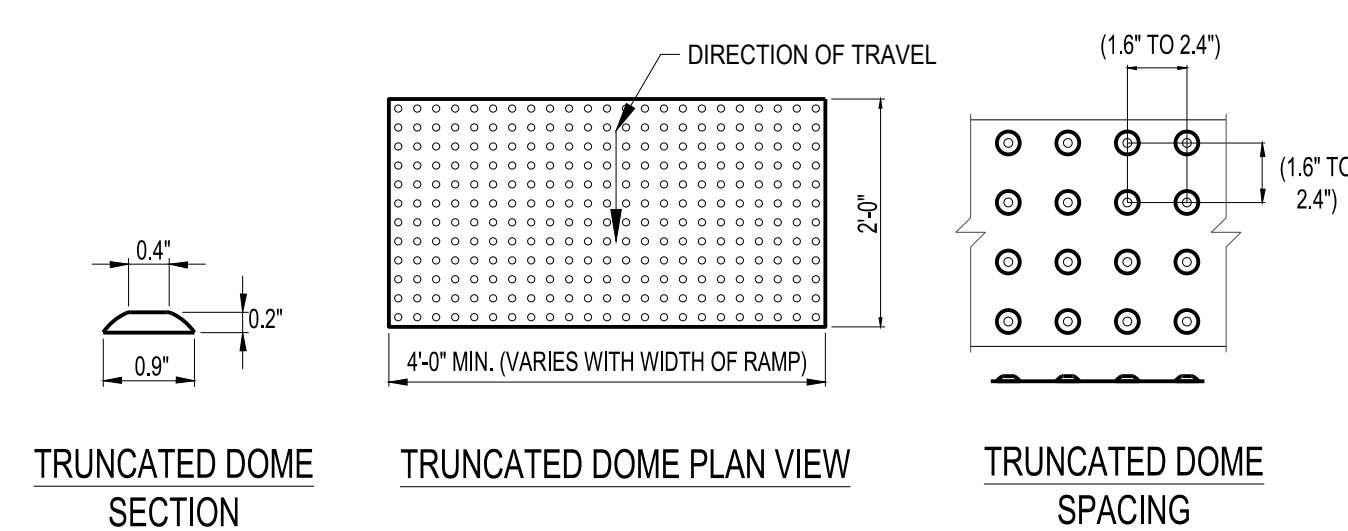 DIRECTION OF TRAVEL
(1.6" TO 2.4")
(1.6" TO
2.4")
2'-0"
0.4"
0.2"
0.9"
4'-0" MIN. (VARIES WITH WIDTH OF RAMP)
TRUNCATED DOME
SECTION
TRUNCATED DOME PLAN VIEW
TRUNCATED DOME
SPACING